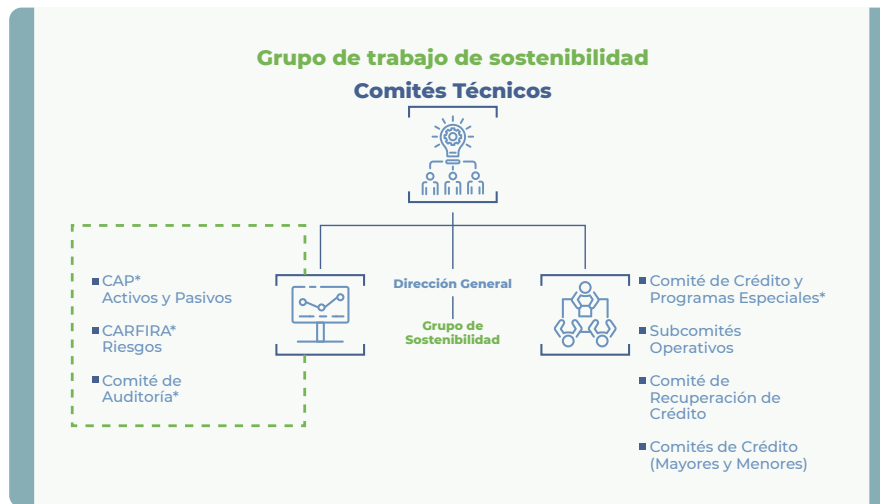 Grupo de trabajo de sostenibilidad
Comités Técnicos
CAP*
Activos y Pasivos
CARFIRA*
Riesgos
Comité de
Auditoría*
Dirección General
Grupo de
Sostenibilidad
Comité de Crédito y
Programas Especiales*
Subcomités
Operativos
Comité de
Recuperación de
Crédito
Comités de Crédito
(Mayores y Menores)